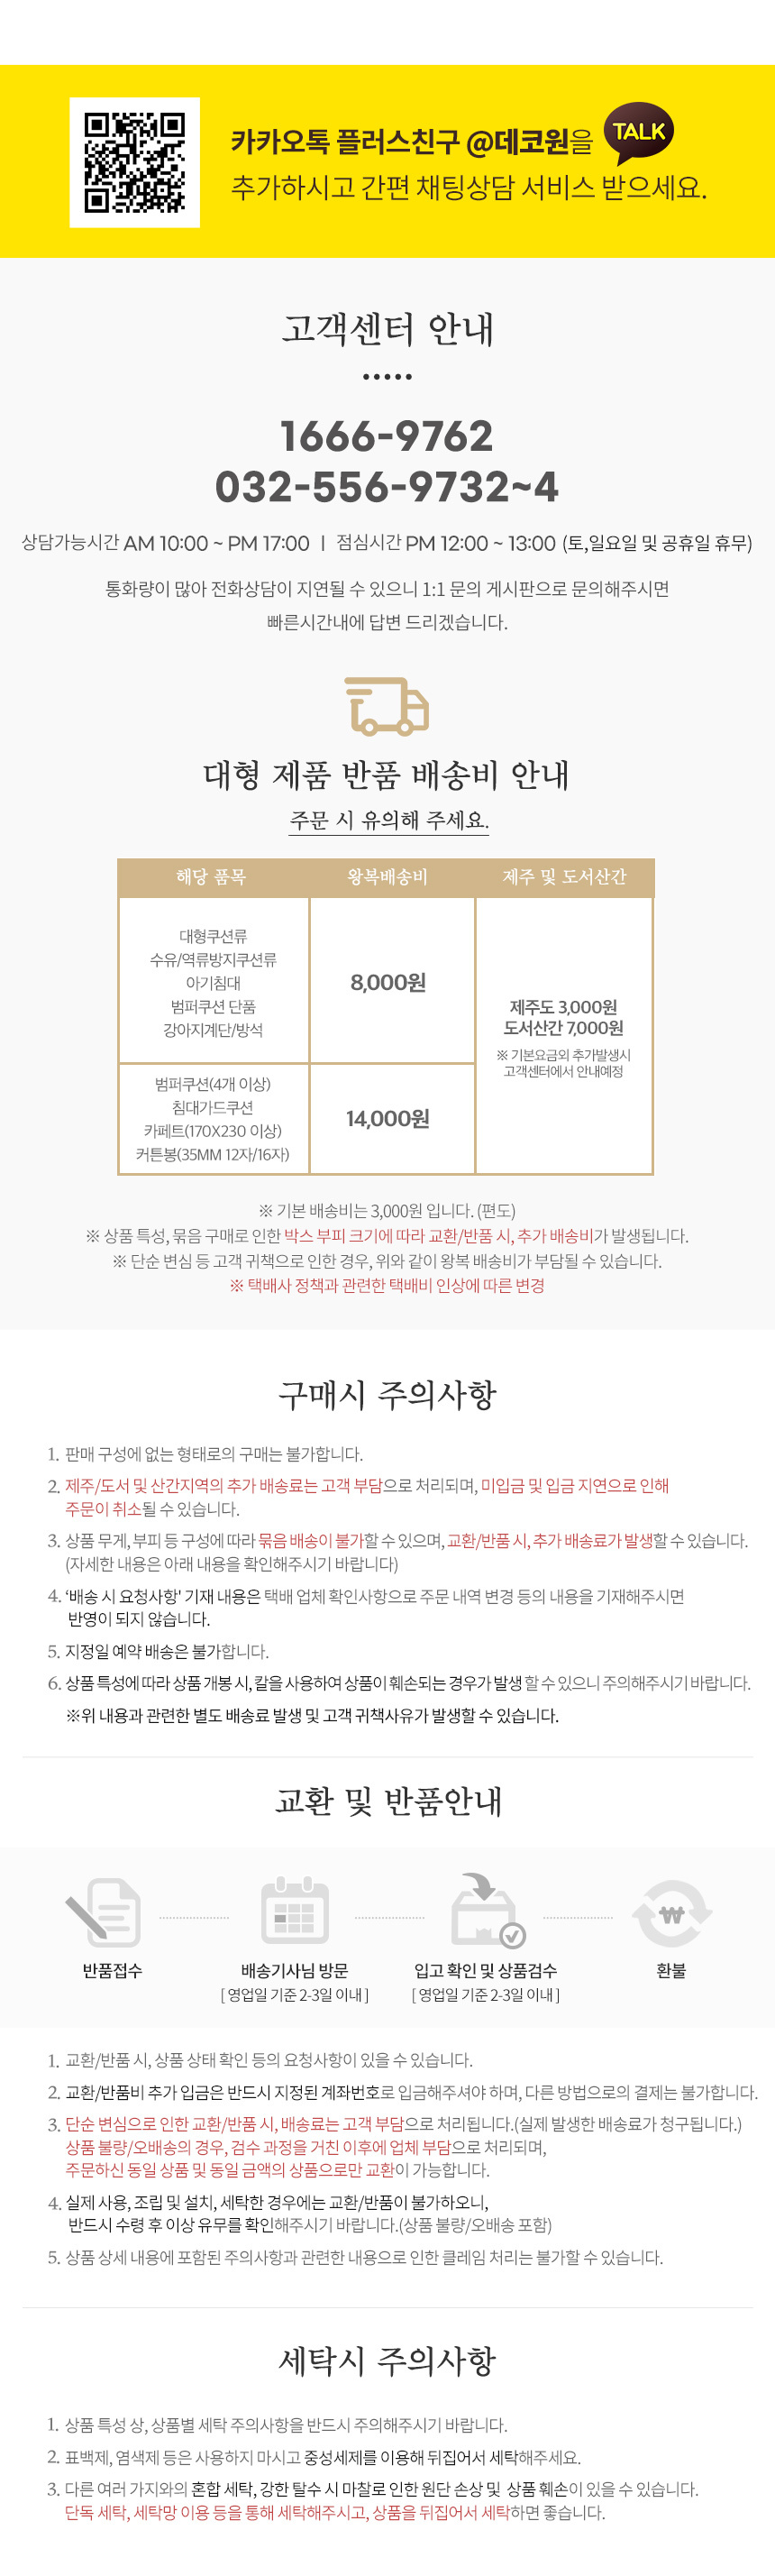 카카오톡 플러스친구 @데코원을 TALK
추가하시고 간편 채팅상담 서비스 받으세요.
고객센터 안내
1666-9762
032-556-9732~4
상담가능시간 AM 10:00 ~ PM 17:00 | 점심시간 PM 12:00 ~ 13:00 (토,일요일 및 공휴일 휴무)
통화량이 많아 전화상담이 지연될 수 있으니 1:1 문의 게시판으로 문의해주시면
빠른시간내에 답변 드리겠습니다.
대형 제품 반품 배송비 안내
주문 시 유의해 주세요.
해당 품목 왕복배송비 제주 및 도서산간
대형쿠션류
수유/역류방지쿠션류
아기침대
범퍼쿠션 단품
강아지계단/방석
8,000원
제주도 3,000원
도서산간 7,000원
※ 기본요금외 추가발생시
고객센터에서 안내예정
범퍼쿠션(4개 이상)
침대가드쿠션
카페트(170X230 이상)
커튼봉(35MM 12자/16자)
14,000원
※ 기본 배송비는 3,000원 입니다. (편도)
※ 상품 특성, 묶음 구매로 인한 박스 부피 크기에 따라 교환/반품 시, 추가 배송비가 발생됩니다.
※ 단순 변심 등 고객 귀책으로 인한 경우, 위와 같이 왕복 배송비가 부담될 수 있습니다.
※ 택배사 정책과 관련한 택배비 인상에 따른 변경
구매시 주의사항
1. 판매 구성에 없는 형태로의 구매는 불가합니다.
2. 제주/도서 및 산간지역의 추가 배송료는 고객 부담으로 처리되며, 미입금 및 입금 지연으로 인해
주문이 취소될 수 있습니다.
3. 상품 무게, 부피 등 구성에 따라 묶음 배송이 불가할 수 있으며, 교환/반품 시, 추가 배송료가 발생할 수 있습니다.
(자세한 내용은 아래 내용을 확인해주시기 바랍니다)
4. ‘배송 시 요청사항' 기재 내용은 택배 업체 확인사항으로 주문 내역 변경 등의 내용을 기재해주시면
반영이 되지 않습니다.
5. 지정일 예약 배송은 불가합니다.
6. 상품 특성에 따라 상품 개봉 시, 칼을 사용하여 상품이 훼손되는 경우가 발생 할 수 있으니 주의해주시기 바랍니다.
※위 내용과 관련한 별도 배송료 발생 및 고객 귀책사유가 발생할 수 있습니다.
교환 및 반품안내
반품접수 배송기사님 방문 입고 확인 및 상품검수 환불
[ 영업일 기준 2-3일 이내 ] [ 영업일 기준 2-3일 이내 ]
1. 교환/반품 시, 상품 상태 확인 등의 요청사항이 있을 수 있습니다.
2. 교환/반품비 추가 입금은 반드시 지정된 계좌번호로 입금해주셔야 하며, 다른 방법으로의 결제는 불가합니다.
3. 단순 변심으로 인한 교환/반품 시, 배송료는 고객 부담으로 처리됩니다.(실제 발생한 배송료가 청구됩니다.)
상품 불량/오배송의 경우, 검수 과정을 거친 이후에 업체 부담으로 처리되며,
주문하신 동일 상품 및 동일 금액의 상품으로만 교환이 가능합니다.
4. 실제 사용, 조립 및 설치, 세탁한 경우에는 교환/반품이 불가하오니,
반드시 수령 후 이상 유무를 확인해주시기 바랍니다.(상품 불량/오배송 포함)
5. 상품 상세 내용에 포함된 주의사항과 관련한 내용으로 인한 클레임 처리는 불가할 수 있습니다.
세탁시 주의사항
1. 상품 특성 상, 상품별 세탁 주의사항을 반드시 주의해주시기 바랍니다.
2. 표백제, 염색제 등은 사용하지 마시고 중성세제를 이용해 뒤집어서 세탁해주세요.
3. 다른 여러 가지와의 혼합 세탁, 강한 탈수 시 마찰로 인한 원단 손상 및 상품 훼손이 있을 수 있습니다.
단독 세탁, 세탁망 이용 등을 통해 세탁해주시고, 상품을 뒤집어서 세탁하면 좋습니다.